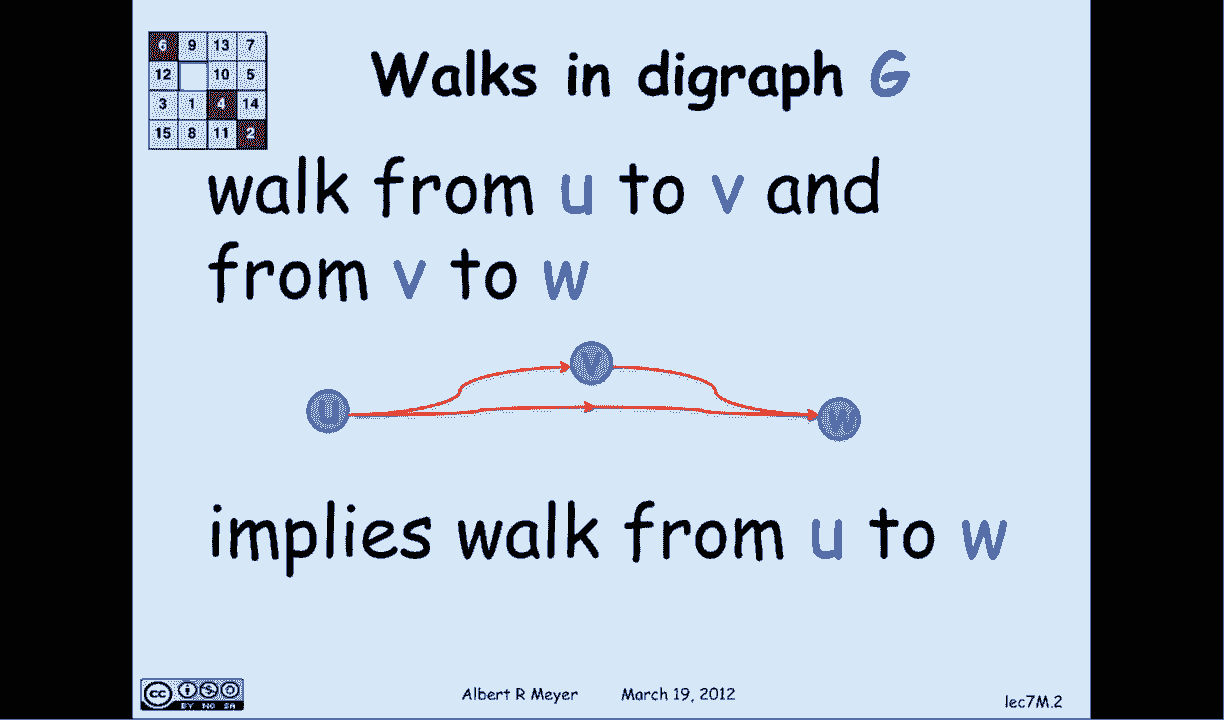 6 9 13 7
12 10 5
3 1 4 14
15 8 11 2
Walks in digraph G
walk from u to v and
from v to w
v
u
w
implies walk from u to w
cc
BY NC SA
Albert R Meyer March 19, 2012
lec7M.2